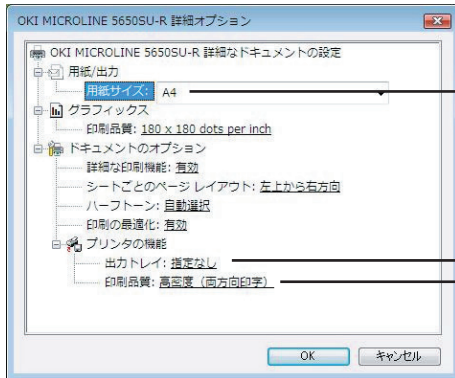 OKI MICROLINE 5650SU-R 詳細オプション
OKI MICROLINE 5650SU-R 詳細なドキュメントの設定
用紙/出力
用紙サイズ: A4
グラフィックス
印刷品質: 180 x 180 dots per inch
ドキュメントのオプション
詳細な印刷機能: 有効
シートごとのページ レイアウト: 左上から右方向
ハーフトーン: 自動選択
印刷の最適化: 有効
プリンタの機能
出力トレイ: 指定なし
印刷品質: 高密度（両方向印字）
OK キャンセル